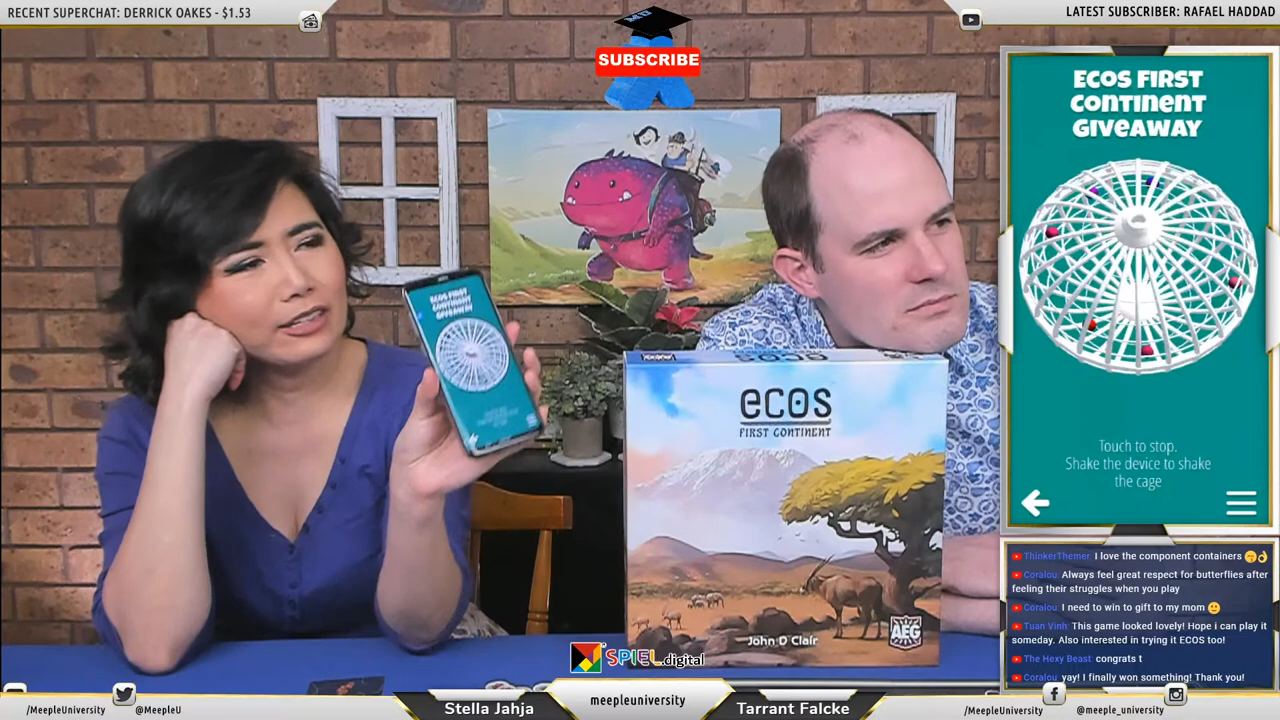 RECENT SUPERCHAT: DERRICK OAKES - $1.53
LATEST SUBSCRIBER: RAFAEL HADDAD
ME
SUBSCRIBE
ECOS FIRST
CONTINENT
GIVEAWAY
ECOS FIRST
CONTINENT
GIVEAWAY
ecos
FIRST CONTINENT
John D Clair
AEG
Touch to stop.
Shake the device to shake
the cage
ThinkerThemer I love the component containers 🤭👌
Coralou Always feel great respect for butterflies after
feeling their struggles when you play
Coralou I need to win to gift to my mom 🙂
Tuan Vinh This game looked lovely! Hope i can play it
someday. Also interested in trying it ECOS too!
The Hexy Beast congrats t
Coralou yay! I finally won something! Thank you!
SPIEL.digital
/MeepleUniversity
@MeepleU
Stella Jahja
meepleuniversity
Tarrant Falcke
/MeepleUniversity
@meeple_university